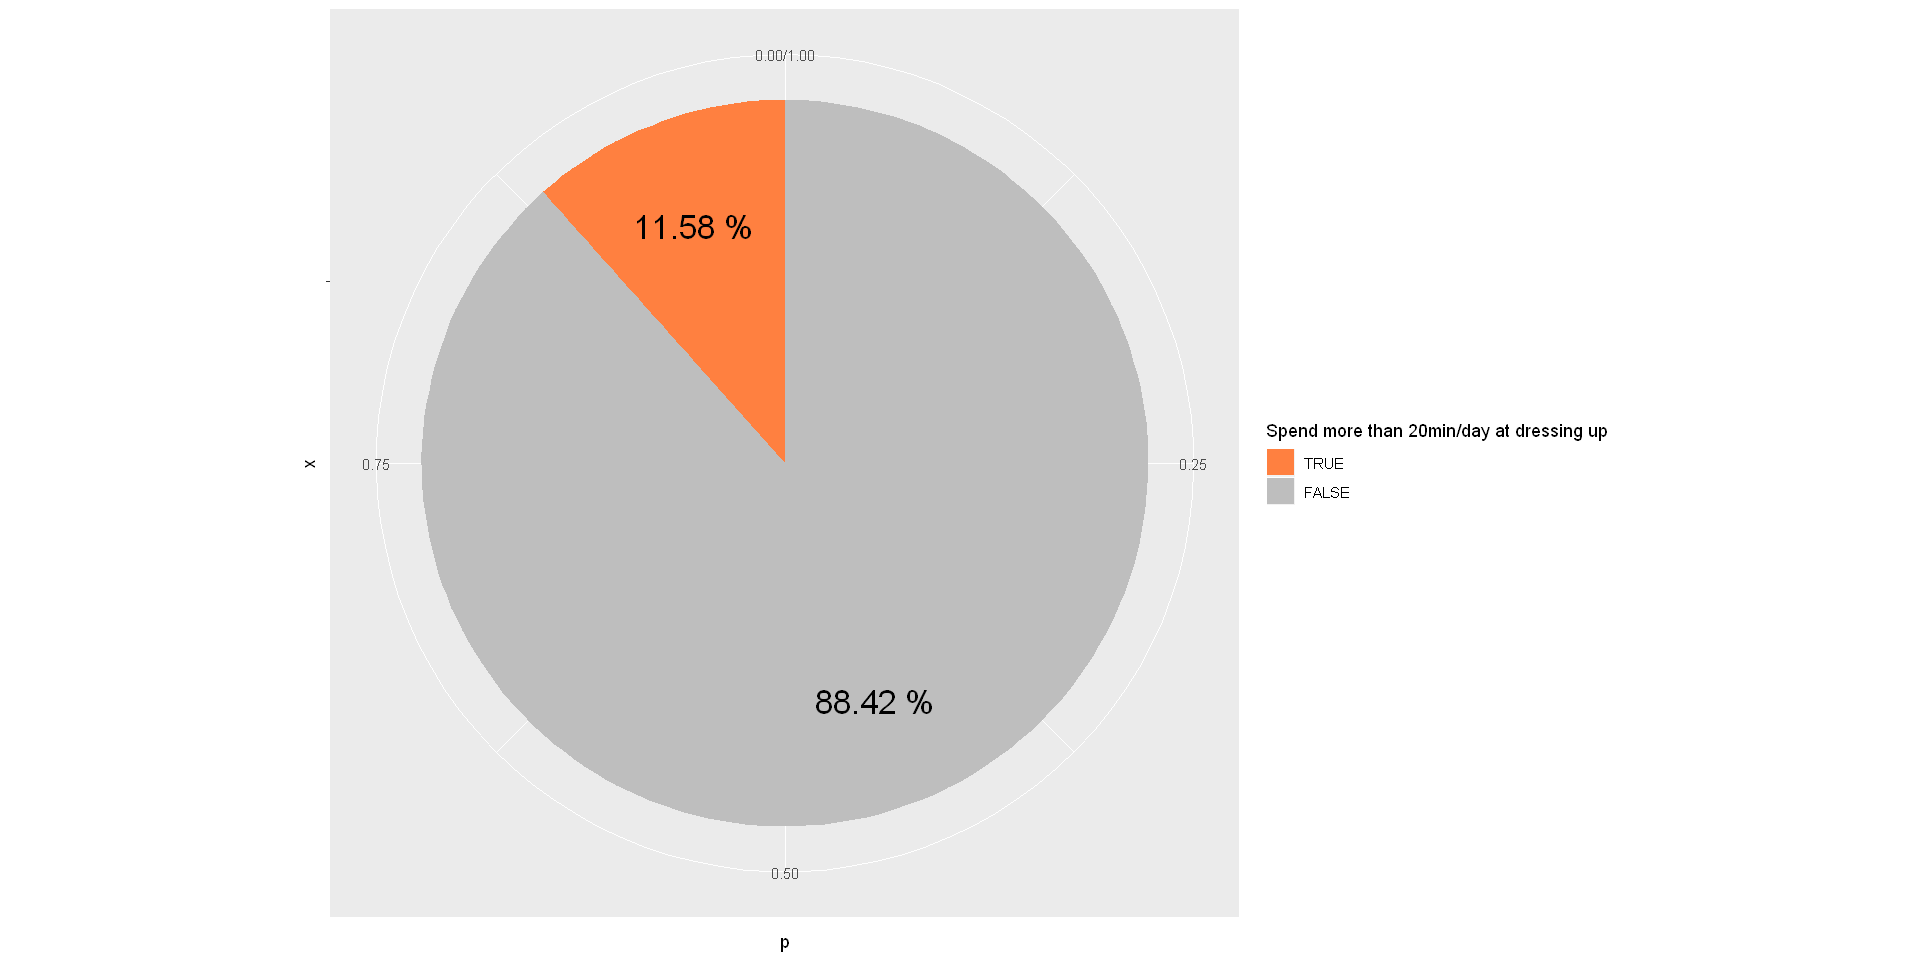 0.00/1.00
11.58 %
Spend more than 20min/day at dressing up
x
0.75
0.25
TRUE
FALSE
88.42 %
0.50
p